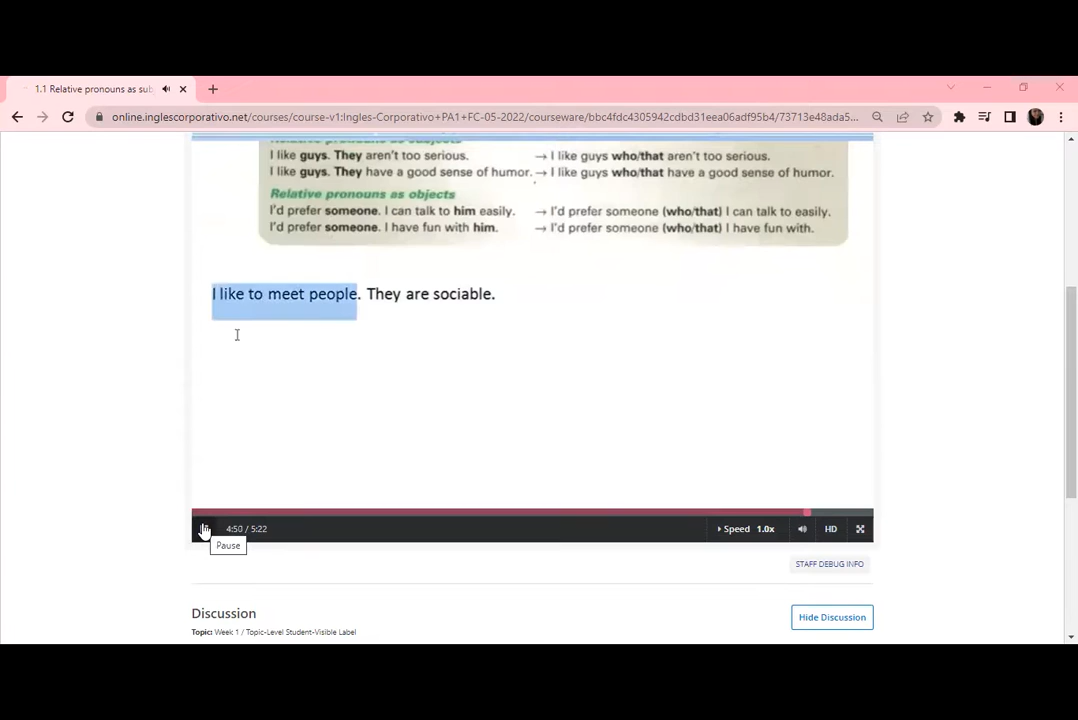 1.1 Relative pronouns as sub
online.inglescorporativo.net/courses/course-v1:Ingles-Corporativo+PA1+FC-05-2022/courseware/bbc4fdc4305942cdbd31eea06adf95b4/73713e48ada5...
Relative pronouns as subjects
I like guys. They aren't too serious. → I like guys who/that aren't too serious.
I like guys. They have a good sense of humor. → I like guys who/that have a good sense of humor.
Relative pronouns as objects
I'd prefer someone. I can talk to him easily. → I'd prefer someone (who/that) I can talk to easily.
I'd prefer someone. I have fun with him. → I'd prefer someone (who/that) I have fun with.
I like to meet people. They are sociable.
4:50 / 5:22 Speed 1.0x HD
Pause
STAFF DEBUG INFO
Discussion Hide Discussion
Topic: Week 1 / Topic-Level Student-Visible Label